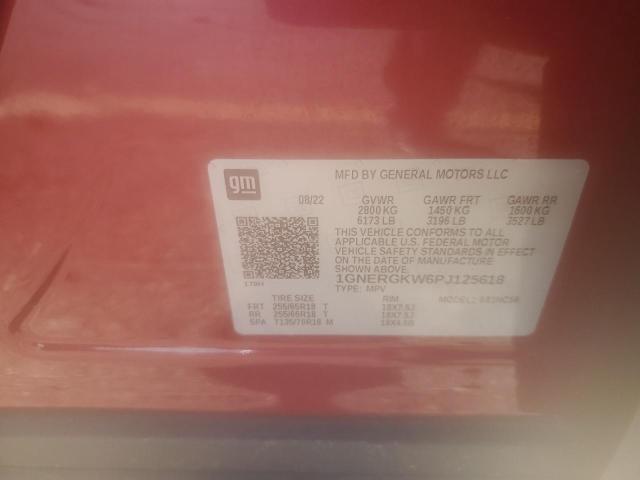 gm
MFD BY GENERAL MOTORS LLC
08/22 GVWR GAWR FRT GAWR RR
2800 KG 1450 KG 1600 KG
6173 LB 3196 LB 3527 LB
THIS VEHICLE CONFORMS TO ALL
APPLICABLE U.S. FEDERAL MOTOR
VEHICLE SAFETY STANDARDS IN EFFECT
ON THE DATE OF MANUFACTURE SHOWN ABOVE.
1GNERGKW6PJ125618
TYPE: MPV
TIRE SIZE RIM MODEL:
FRT 255/65R18 T 18X7.5J
RR 255/65R18 T 18X7.5J
SPA T135/70R18 M 18X4.5B